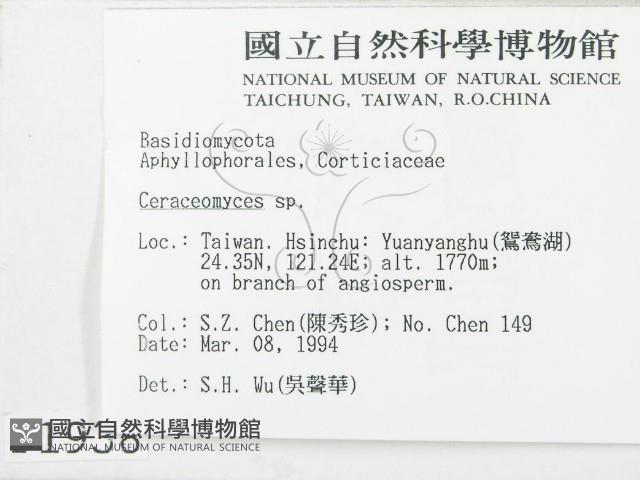 國立自然科學博物館
NATIONAL MUSEUM OF NATURAL SCIENCE
TAICHUNG, TAIWAN, R.O.CHINA
Basidiomycota
Aphyllophorales, Corticiaceae
Ceraceomyces sp.
Loc.: Taiwan. Hsinchu: Yuanyanghu(鴛鴦湖)
24.35N, 121.24E; alt. 1770m;
on branch of angiosperm.
Col.: S.Z. Chen(陳秀珍); No. Chen 149
Date: Mar. 08, 1994
Det.: S.H. Wu(吳聲華)
國立自然科學博物館
NATIONAL MUSEUM OF NATURAL SCIENCE